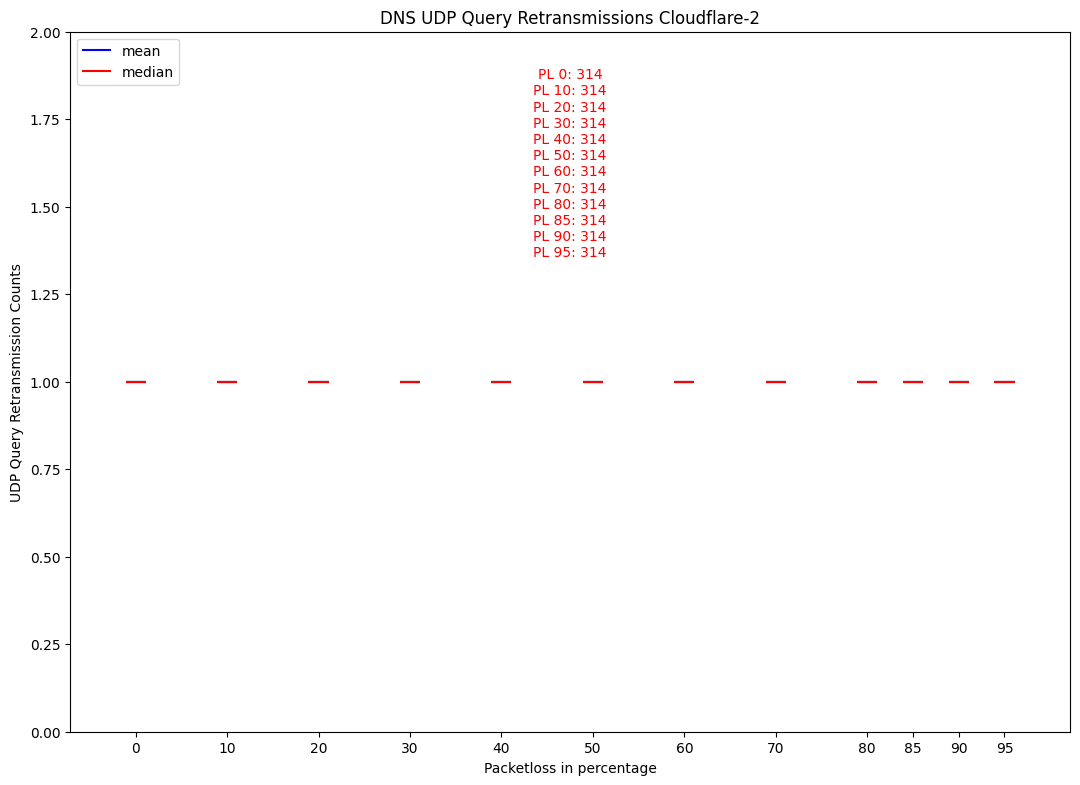 DNS UDP Query Retransmissions Cloudflare-2
2.00
mean
median
PL 0: 314
PL 10: 314
PL 20: 314
PL 30: 314
PL 40: 314
PL 50: 314
PL 60: 314
PL 70: 314
PL 80: 314
PL 85: 314
PL 90: 314
PL 95: 314
1.75
1.50
1.25
1.00
0.75
0.50
0.25
0.00
UDP Query Retransmission Counts
0 10 20 30 40 50 60 70 80 85 90 95
Packetloss in percentage